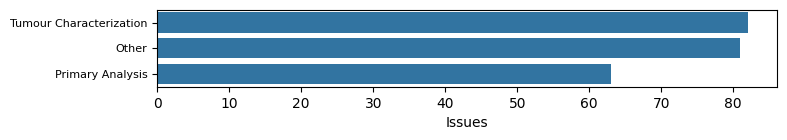 Tumour Characterization
Other
Primary Analysis
0 10 20 30 40 50 60 70 80
Issues